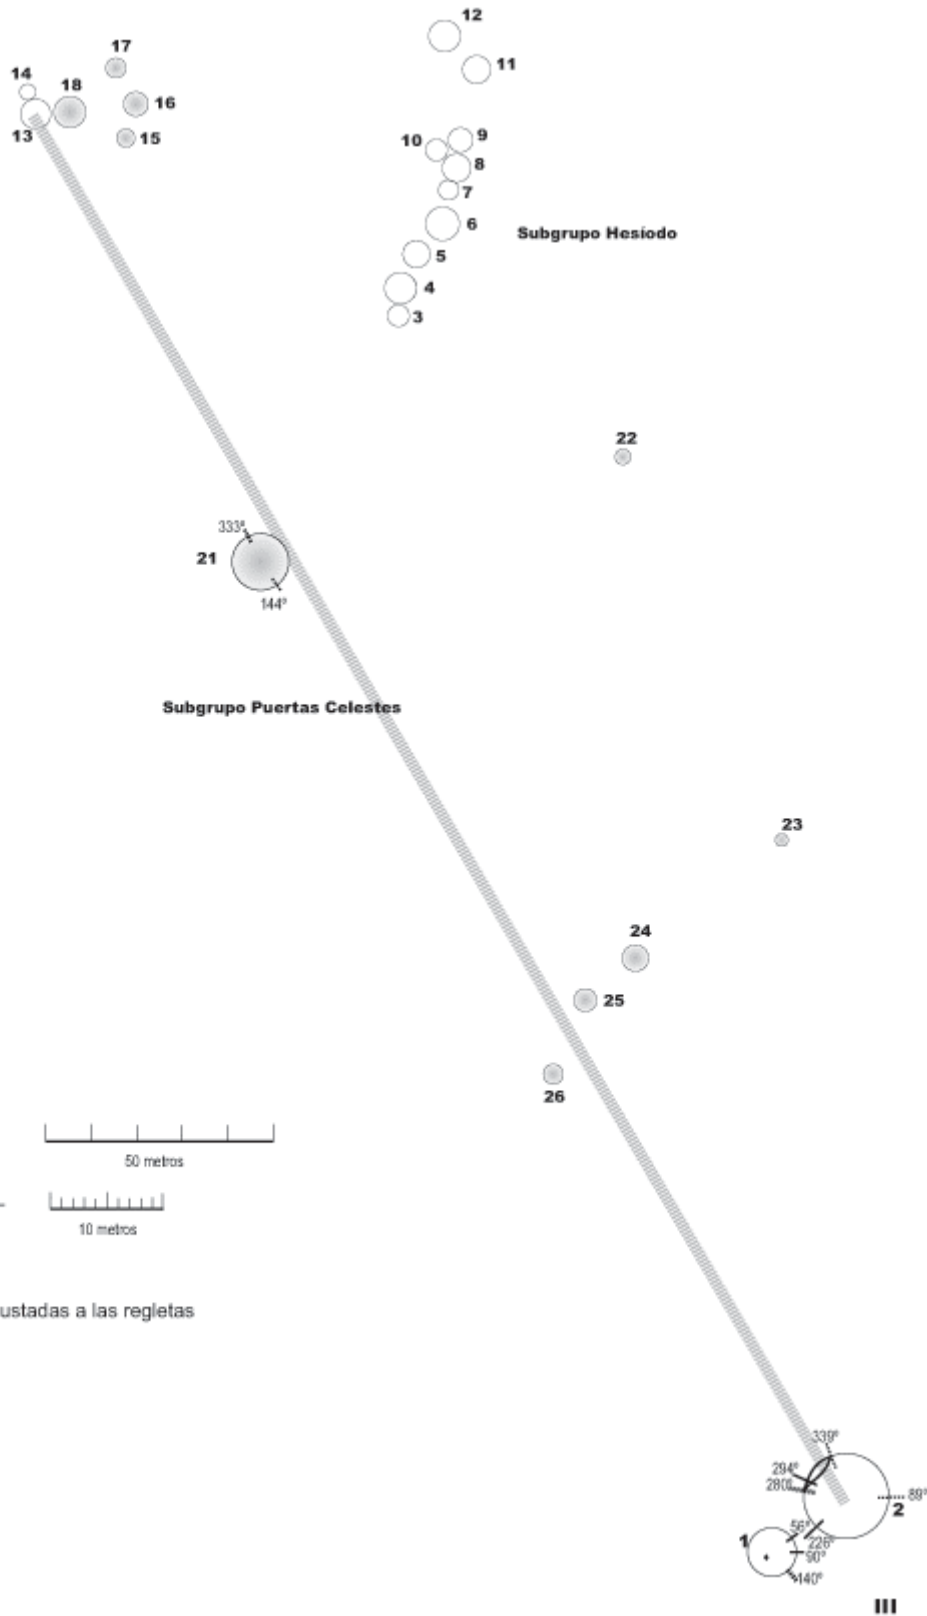 12
17
11
14
18
16
13
15
10
9
8
7
6
Subgrupo Hesíodo
5
4
3
22
333º
21
144º
Subgrupo Puertas Celestes
23
24
25
26
50 metros
10 metros
ustadas a las regletas
339º
294º
280º
89º
2
56º
1
226º
90º
140º
III